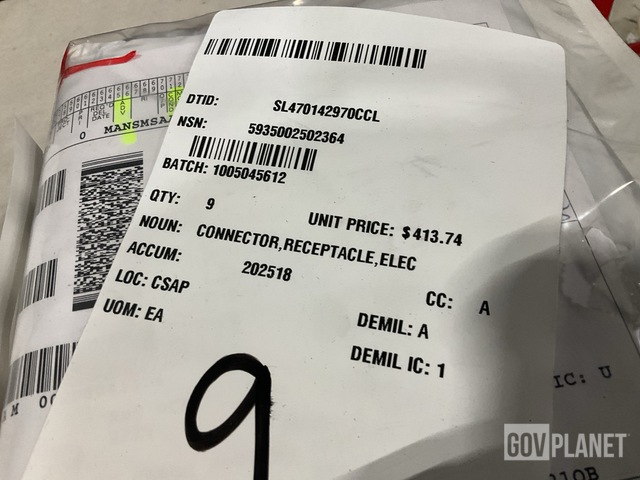 DTID: SL470142970CCL
NSN: 5935002502364
BATCH: 1005045612
QTY: 9 UNIT PRICE: $413.74
NOUN: CONNECTOR,RECEPTACLE,ELEC
ACCUM: 202518
LOC: CSAP CC: A
UOM: EA DEMIL: A
DEMIL IC: 1
9
IC: U
GOVPLANET